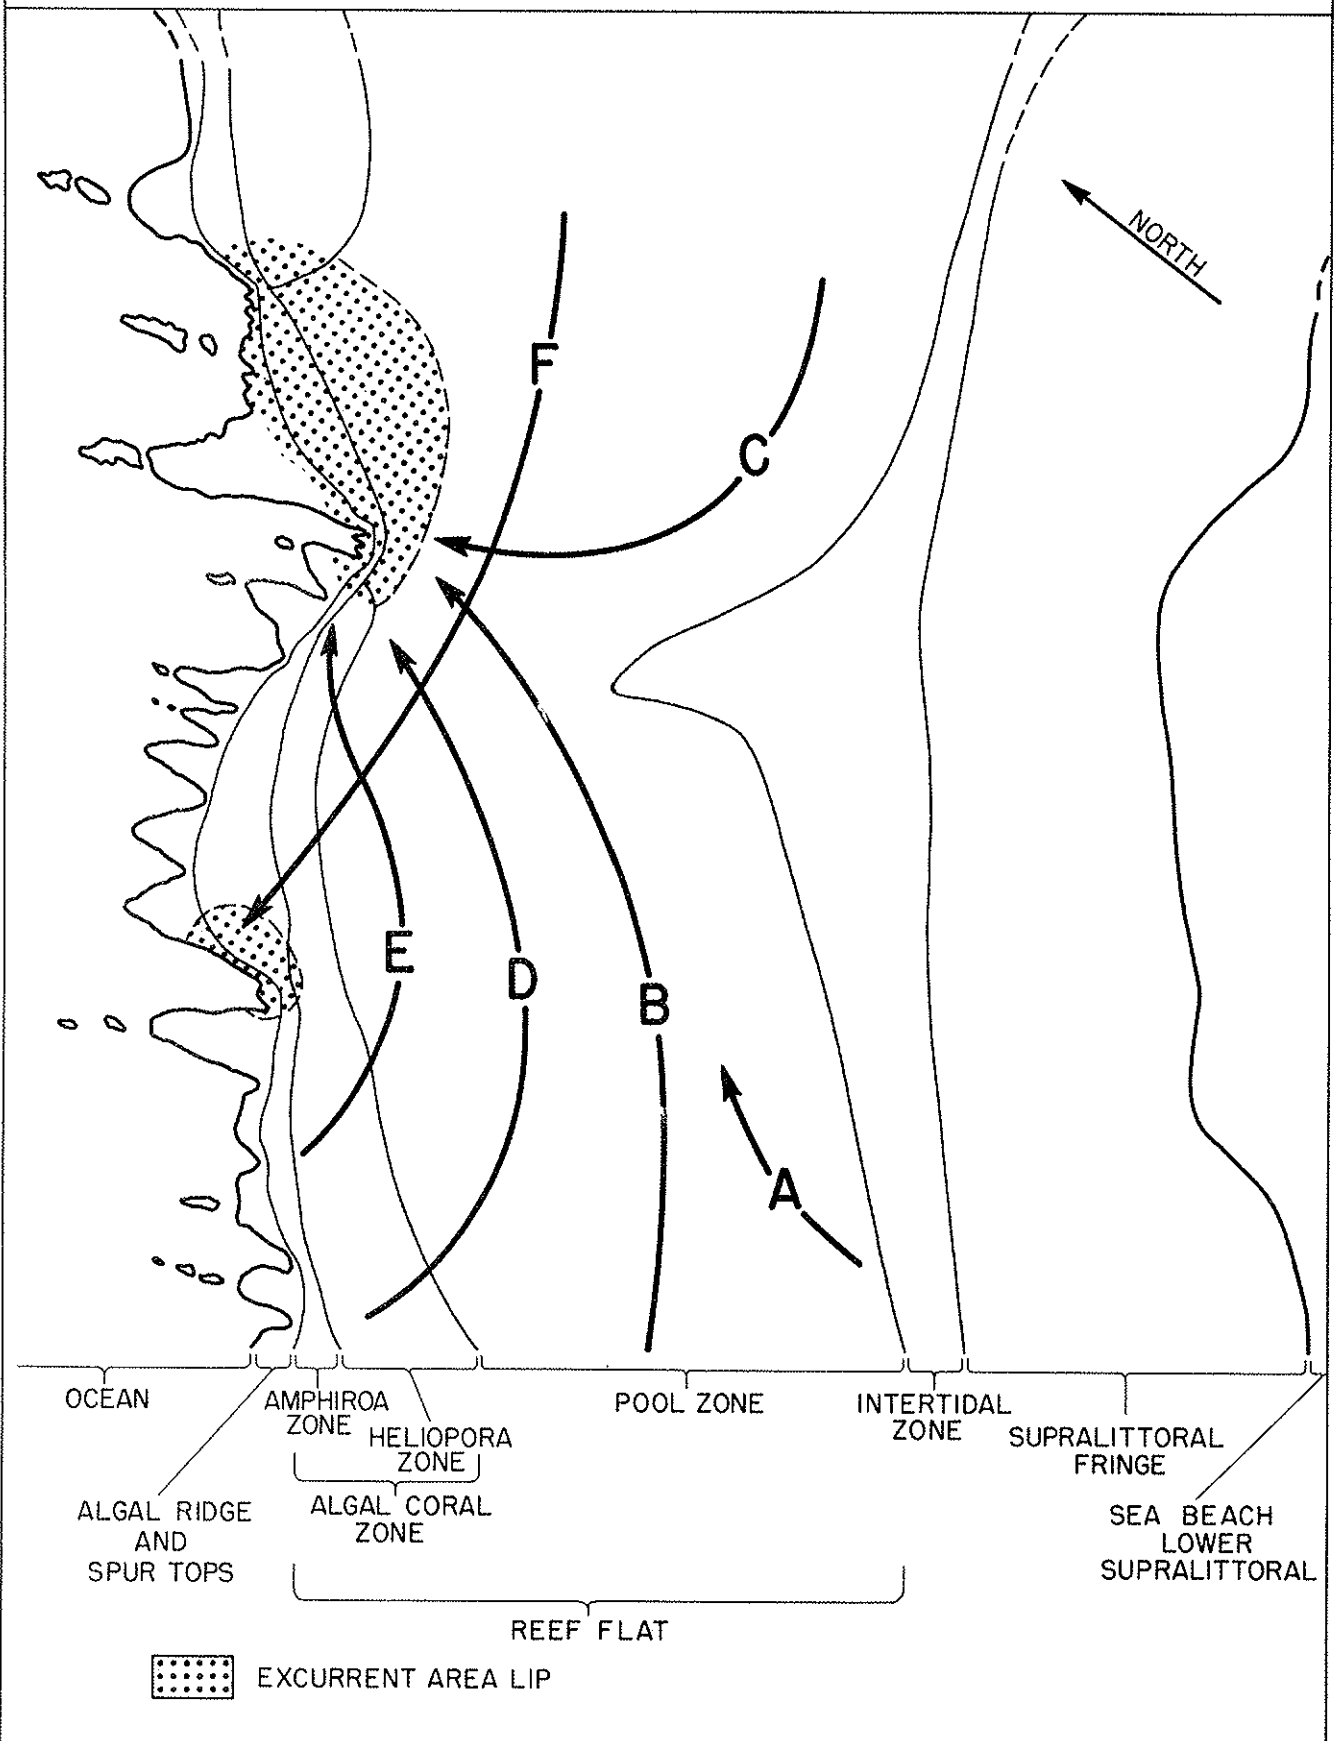 NORTH
F
C
E
D
B
A
OCEAN
AMPHIROA
ZONE
HELIOPORA
ZONE
POOL ZONE
INTERTIDAL
ZONE
SUPRALITTORAL
FRINGE
ALGAL RIDGE
AND
SPUR TOPS
ALGAL CORAL
ZONE
SEA BEACH
LOWER
SUPRALITTORAL
REEF FLAT
EXCURRENT AREA LIP